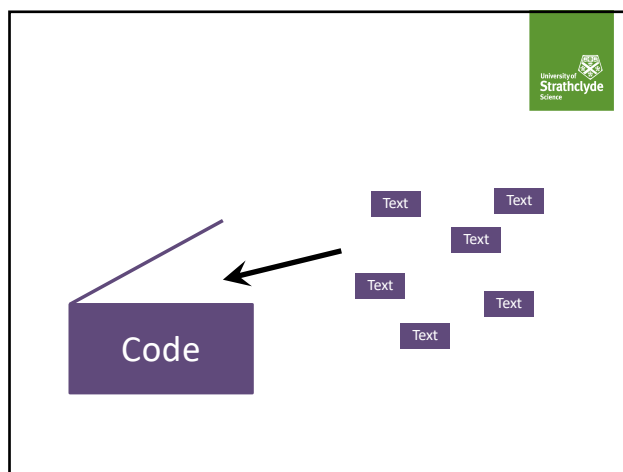 University of
Strathclyde
Science
Text
Text
Text
Text
Text
Text
Code